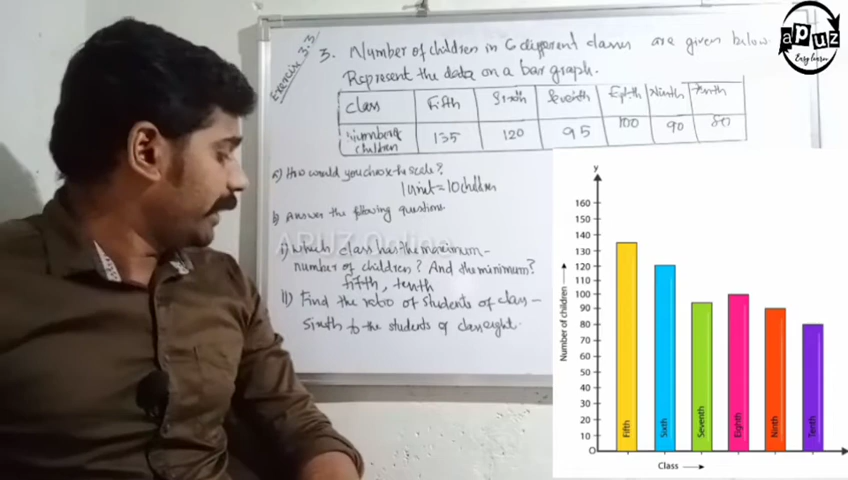 apuz
Easy learn
Exercise 3.3
3. Number of children in 6 different classes are given below.
Represent the data on a bar graph.
Class Fifth Sixth Seventh Eighth Ninth Tenth
Number of children 135 120 95 100 90 80
a) How would you choose the scale?
1 unit = 10 children
b) Answer the following questions
i) Which class has the maximum
number of children? And the minimum?
fifth, tenth
ii) Find the ratio of students of class
sixth to the students of class eight.
APUZ Online
y
160
150
140
130
120
110
100
90
80
70
60
50
40
30
20
10
O
Number of children
Fifth Sixth Seventh Eighth Ninth Tenth
Class